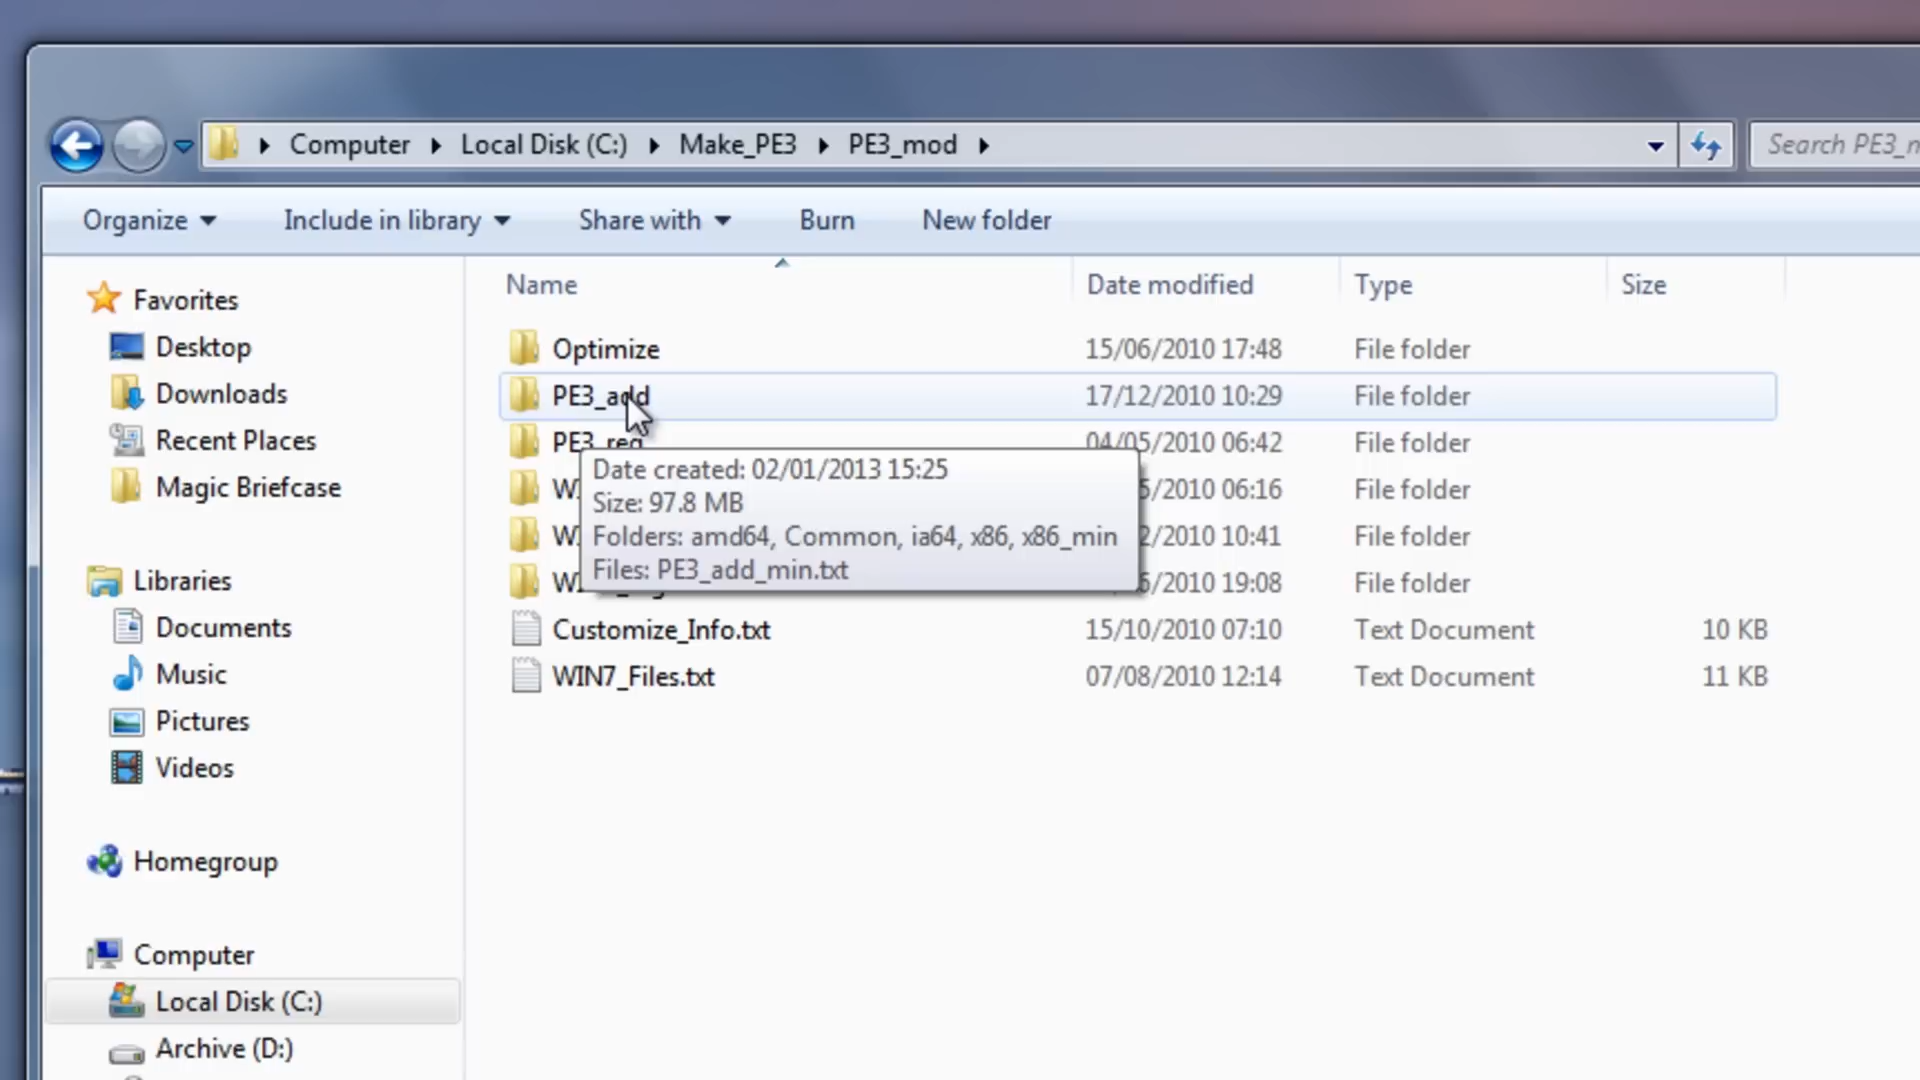 Computer
Local Disk (C:)
Make_PE3
PE3_mod
Search PE3_
Organize
Include in library
Share with
Burn
New folder
Name
Date modified
Type
Size
Favorites
Desktop
Downloads
Recent Places
Magic Briefcase
Libraries
Documents
Music
Pictures
Videos
Homegroup
Computer
Local Disk (C:)
Archive (D:)
Optimize 15/06/2010 17:48 File folder
PE3_add 17/12/2010 10:29 File folder
PE3_reg 04/05/2010 06:42 File folder
5/2010 06:16 File folder
2/2010 10:41 File folder
19:08 File folder
Customize_Info.txt 15/10/2010 07:10 Text Document 10 KB
WIN7_Files.txt 07/08/2010 12:14 Text Document 11 KB
Date created: 02/01/2013 15:25
Size: 97.8 MB
Folders: amd64, Common, ia64, x86, x86_min
Files: PE3_add_min.txt